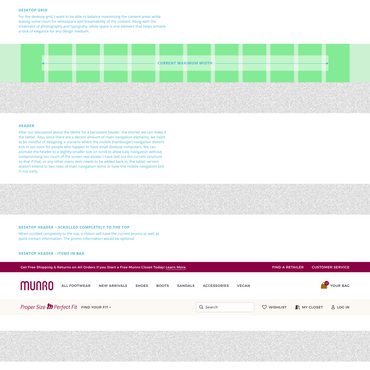 DESKTOP GRID
For the desktop grid, I want to be able to balance maximizing the content areas while
leaving some room for whitespace and breathability of the content. Along with the
treatment of photography and typography, white space is one element that helps achieve
a look of elegance for any design medium.
CURRENT MAXIMUM WIDTH
HEADER
After our discussion about the desire for a persistent header, the shorter we can make it
the better. Also, since there are a decent amount of main navigation elements, we need
to be mindful of designing a scenario where the mobile (hamburger) navigation doesn't
kick in too soon for people who happen to have small desktop computers. We can
animate the header to a slightly smaller size on scroll to allow easy navigation without
compromising too much of the screen real estate. I have laid out the current structure
so that if that, or any other menu item needs to be added back to the tablet version,
doesn't extend to two rows of main navigation items or have the mobile navigation kick
in too early.
DESKTOP HEADER - SCROLLED COMPLETELY TO THE TOP
When scrolled completely to the top, a ribbon will have the current promo as well as
quick contact information. The promo information would be optional.
DESKTOP HEADER - ITEMS IN BAG
Get Free Shipping & Returns on All Orders if you Start a Free Munro Closet Today! Learn More
FIND A RETAILER CUSTOMER SERVICE
MUNRO ALL FOOTWEAR NEW ARRIVALS SHOES BOOTS SANDALS ACCESSORIES VEGAN YOUR BAG
Proper Size Perfect Fit FIND YOUR FIT Search WISHLIST MY CLOSET LOG IN